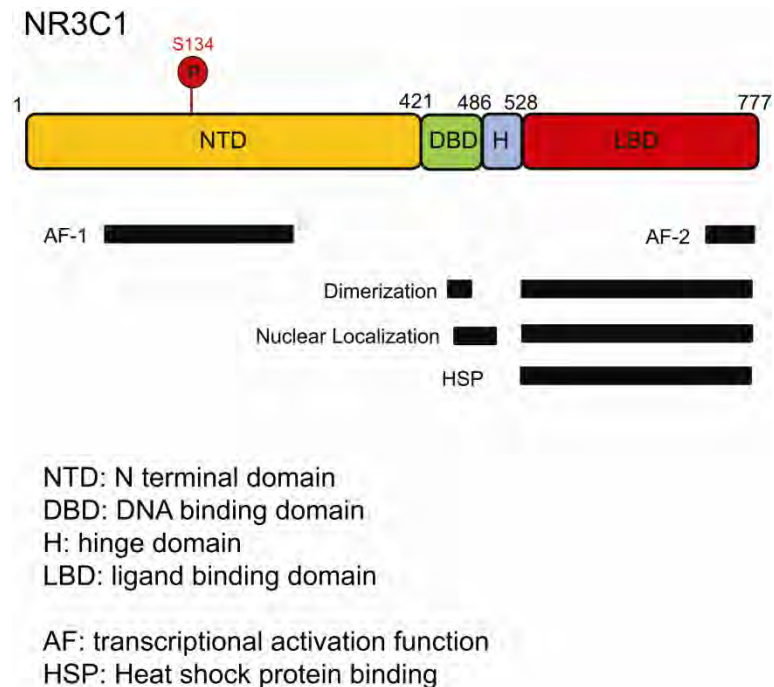 NR3C1
S134
P
1 421 486 528 777
NTD DBD H LBD
AF-1 AF-2
Dimerization
Nuclear Localization
HSP
NTD: N terminal domain
DBD: DNA binding domain
H: hinge domain
LBD: ligand binding domain
AF: transcriptional activation function
HSP: Heat shock protein binding